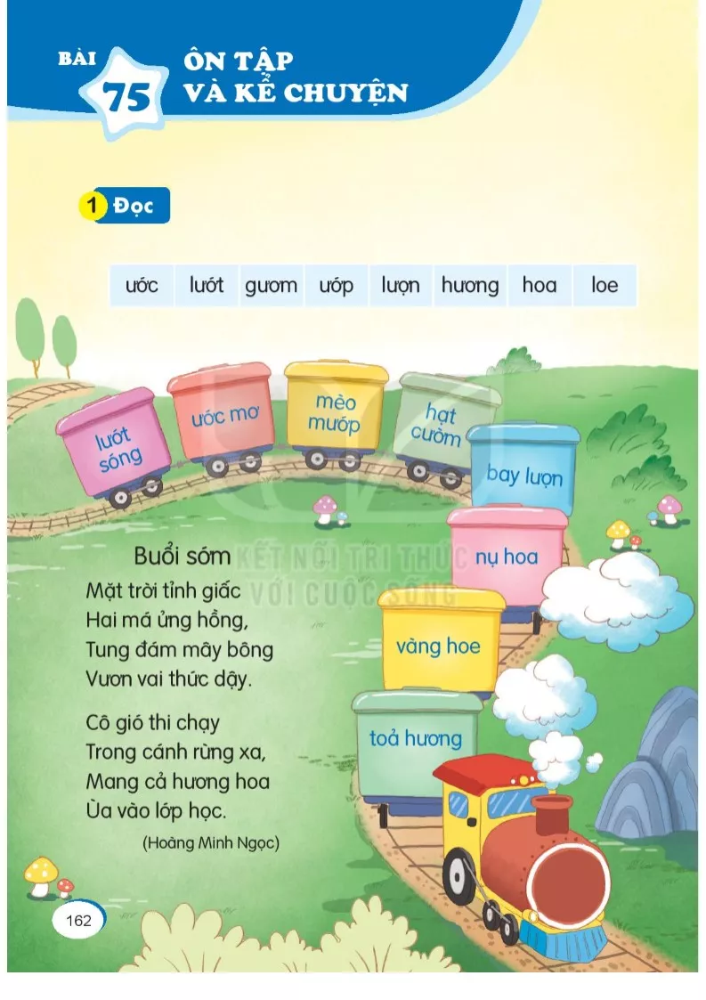 BÀI
75
ÔN TẬP
VÀ KỂ CHUYỆN
1 Đọc
ước lướt gươm ướp lượn hương hoa loe
lướt
sóng
ước mơ
mèo
mướp
hạt
cườm
bay lượn
nụ hoa
vàng hoe
toả hương
KẾT NỐI TRI THỨC
VỚI CUỘC SỐNG
Buổi sớm
Mặt trời tỉnh giấc
Hai má ửng hồng,
Tung đám mây bông
Vươn vai thức dậy.
Cô gió thi chạy
Trong cánh rừng xa,
Mang cả hương hoa
Ùa vào lớp học.
(Hoàng Minh Ngọc)
162